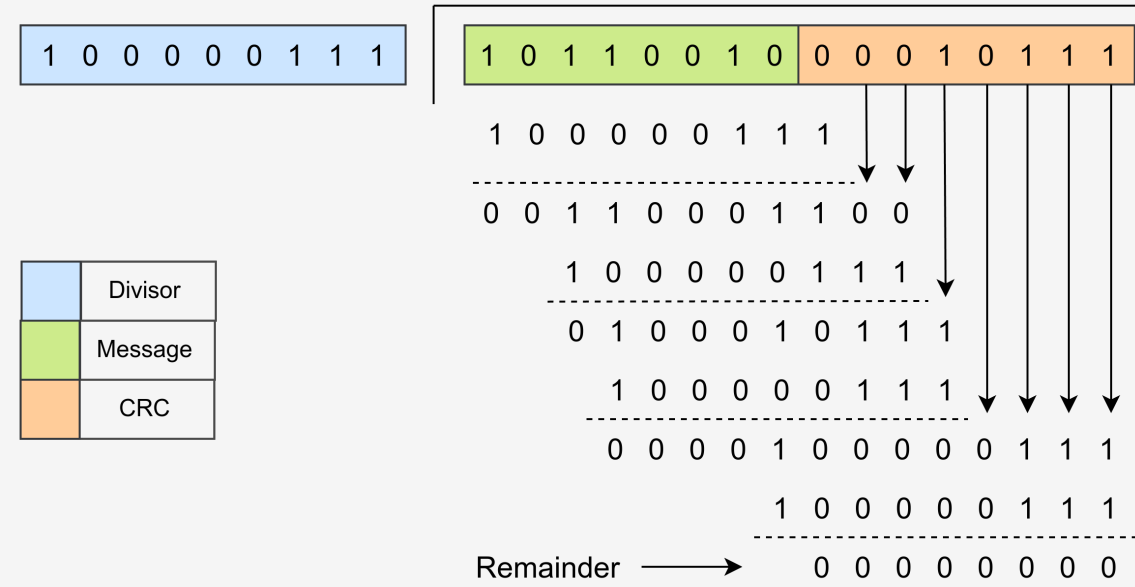 1 0 0 0 0 0 1 1 1 1 0 1 1 0 0 1 0 0 0 0 1 0 1 1 1
1 0 0 0 0 0 1 1 1
0 0 1 1 0 0 0 1 1 0 0
1 0 0 0 0 0 1 1 1
Divisor
0 1 0 0 0 1 0 1 1 1
Message
1 0 0 0 0 0 1 1 1
CRC
0 0 0 0 1 0 0 0 0 0 1 1 1
1 0 0 0 0 0 1 1 1
Remainder 0 0 0 0 0 0 0 0